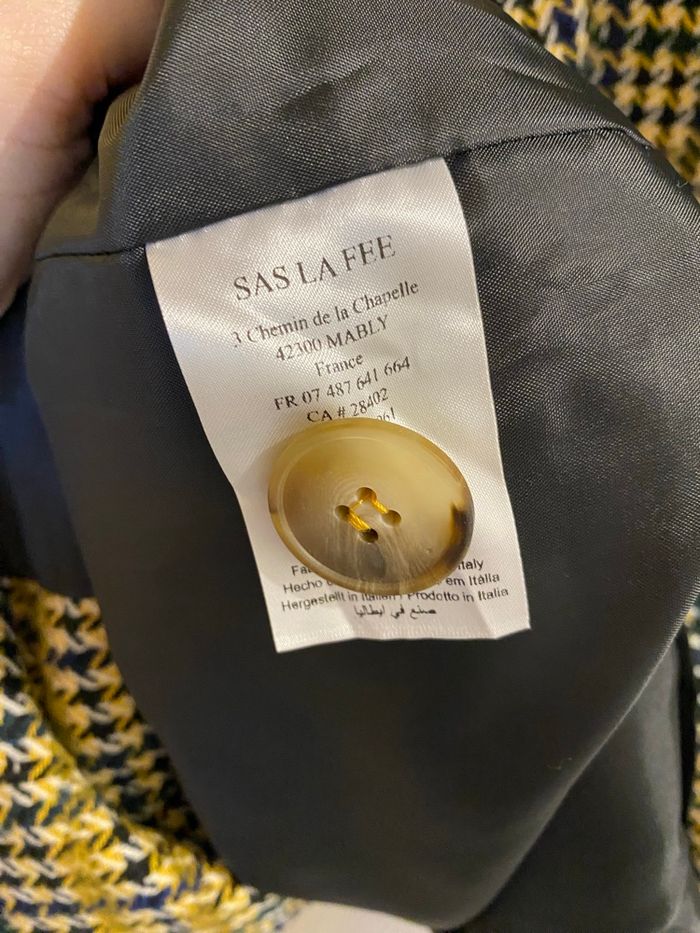 SAS LA FEE
3 Chemin de la Chapelle
42300 MABLY
France
FR 07 487 641 664
CA # 28402
Hecho em Itália
Hergestellt in Italien / Prodotto in Italia
صنع في ايطاليا